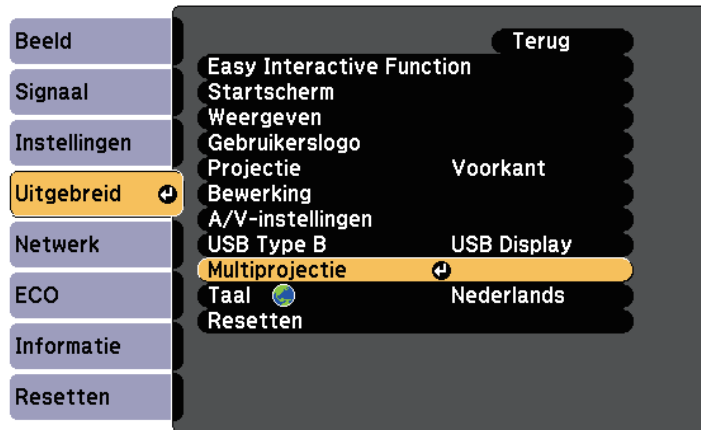 Beeld
Signaal
Instellingen
Uitgebreid
Netwerk
ECO
Informatie
Resetten
Terug
Easy Interactive Function
Startscherm
Weergeven
Gebruikerslogo
Projectie Voorkant
Bewerking
A/V-instellingen
USB Type B USB Display
Multiprojectie
Taal Nederlands
Resetten